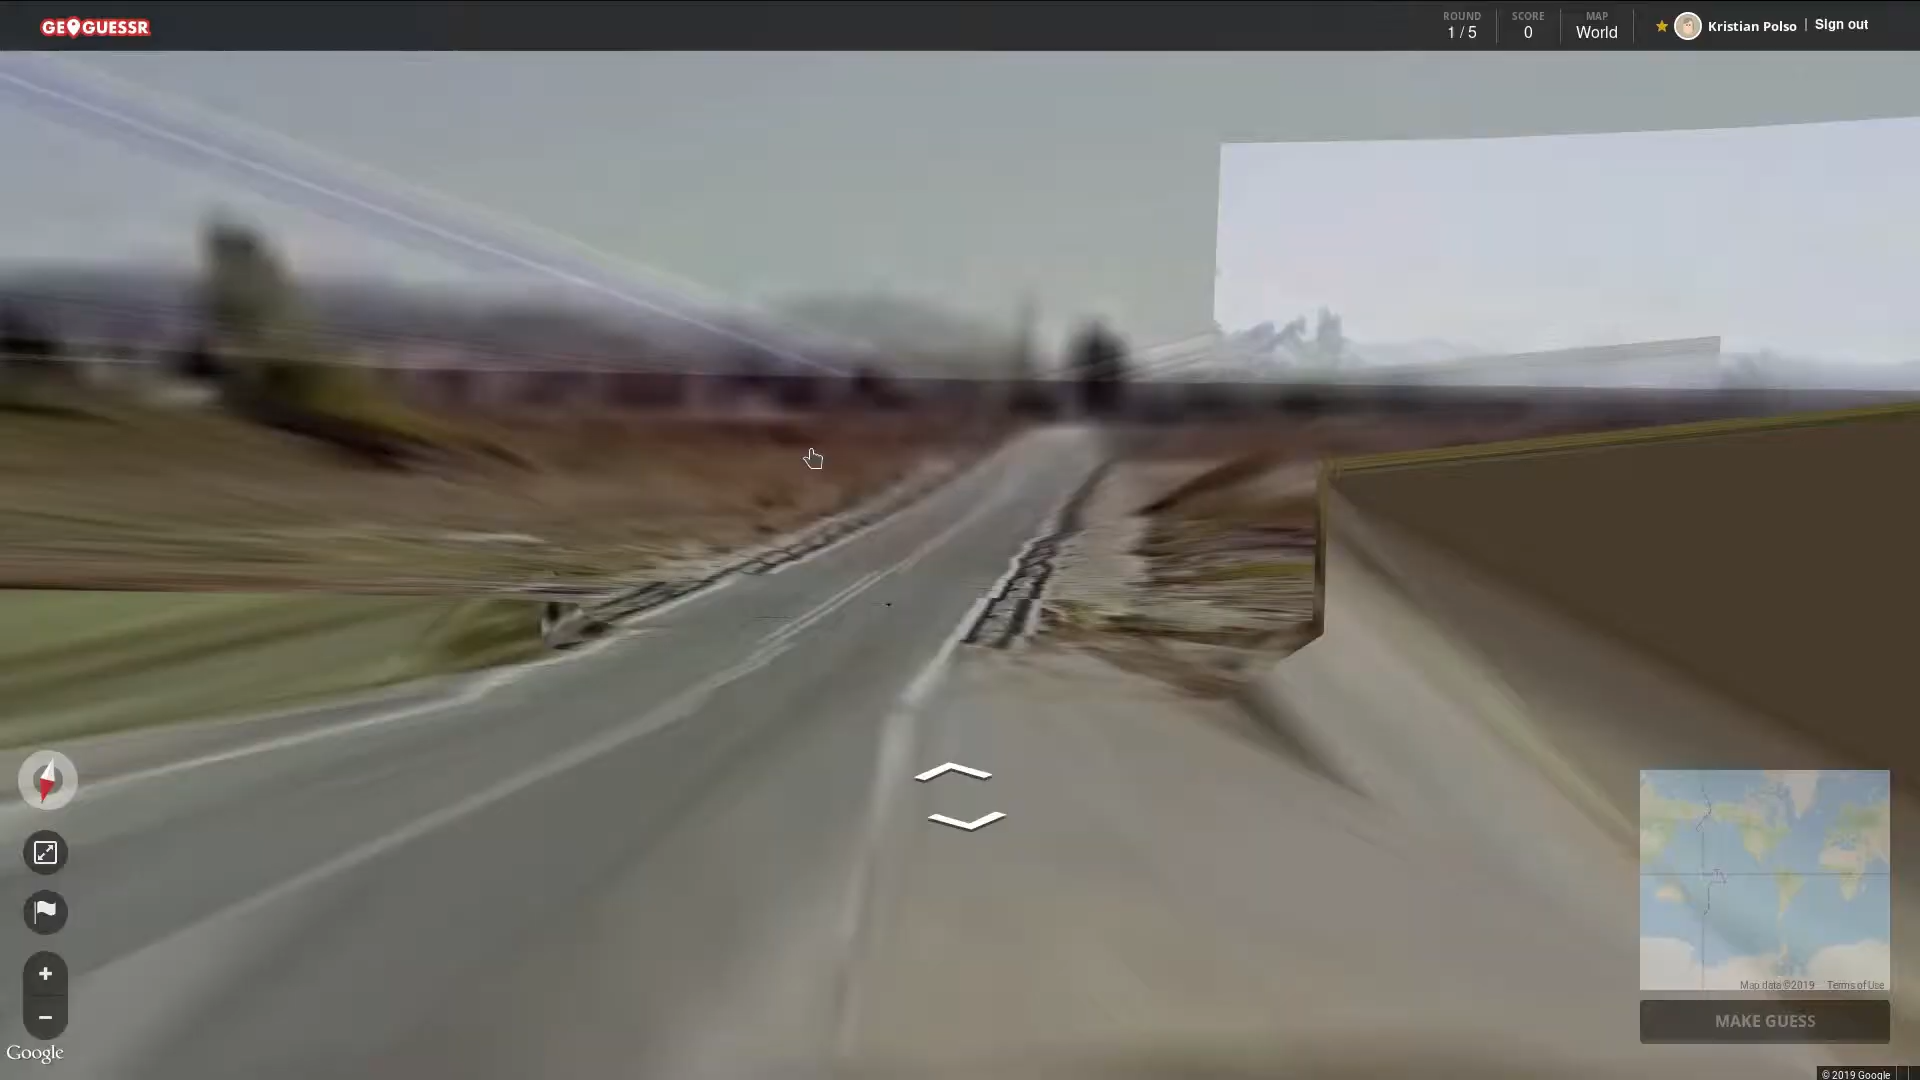 GEOGUESSR
ROUND
1 / 5
SCORE
0
MAP
World
Kristian Polso
Sign out
Map data ©2019
Terms of Use
MAKE GUESS
Google
© 2019 Google